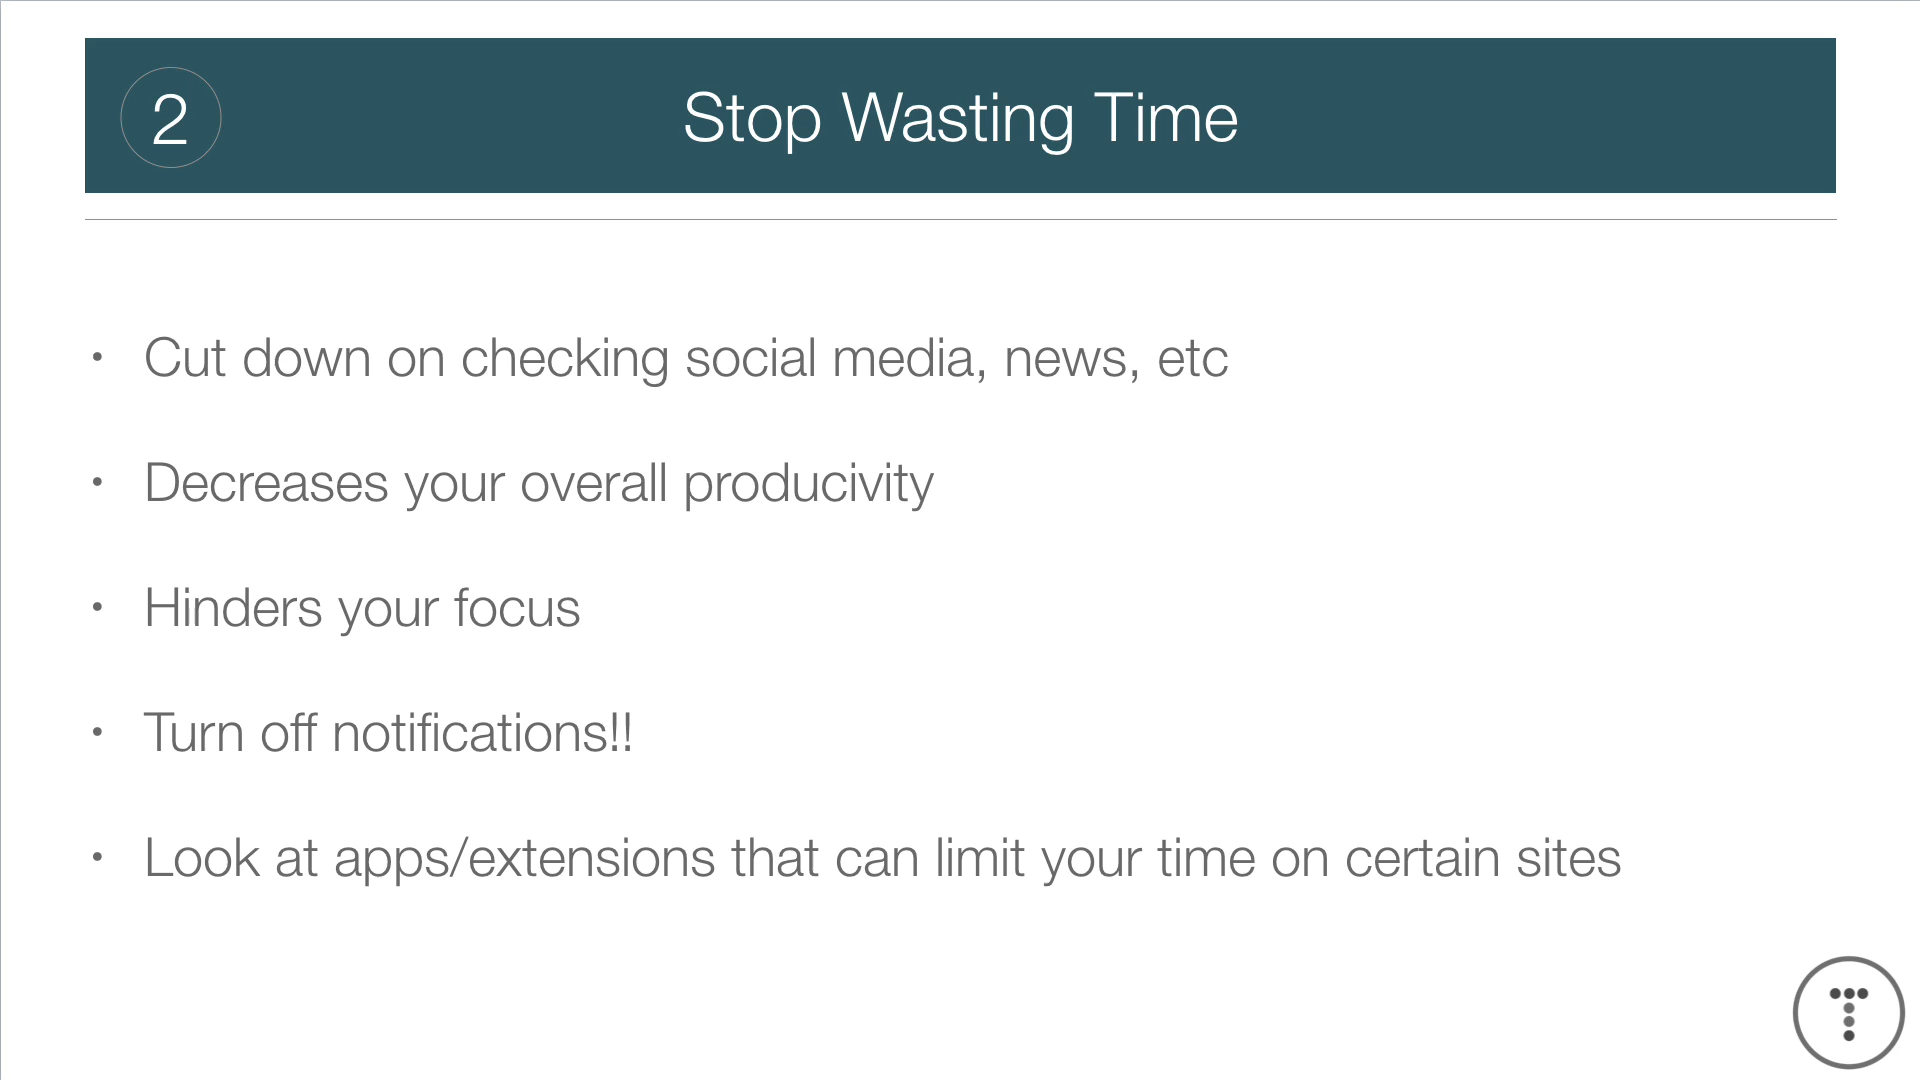 2
Stop Wasting Time
• Cut down on checking social media, news, etc
• Decreases your overall producivity
• Hinders your focus
• Turn off notifications!!
• Look at apps/extensions that can limit your time on certain sites
T